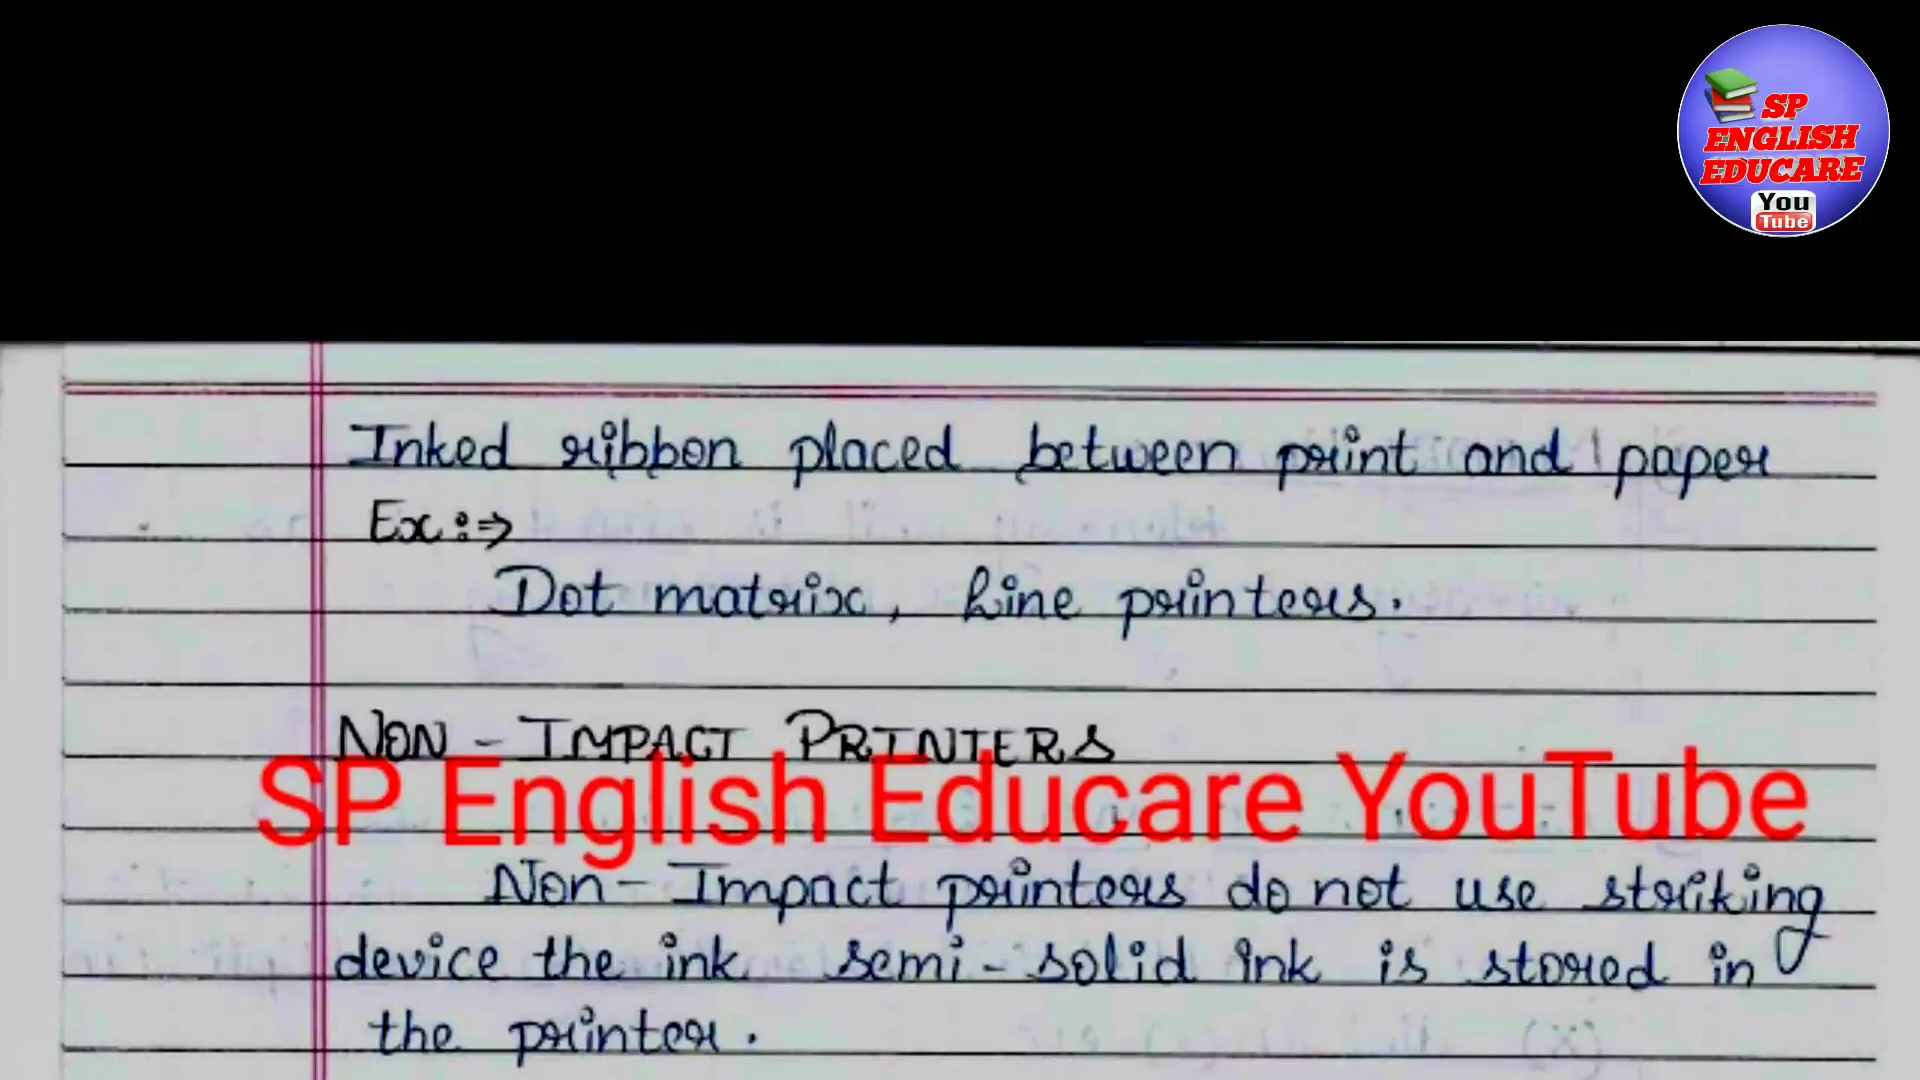 SP
ENGLISH
EDUCARE
You
Tube
Inked ribbon placed between print and paper
Ex:⇒
Dot matrix, Line printers.
NON - IMPACT PRINTERS
SP English Educare YouTube
Non-Impact printers do not use striking
device the ink semi-solid ink is stored in
the printer.